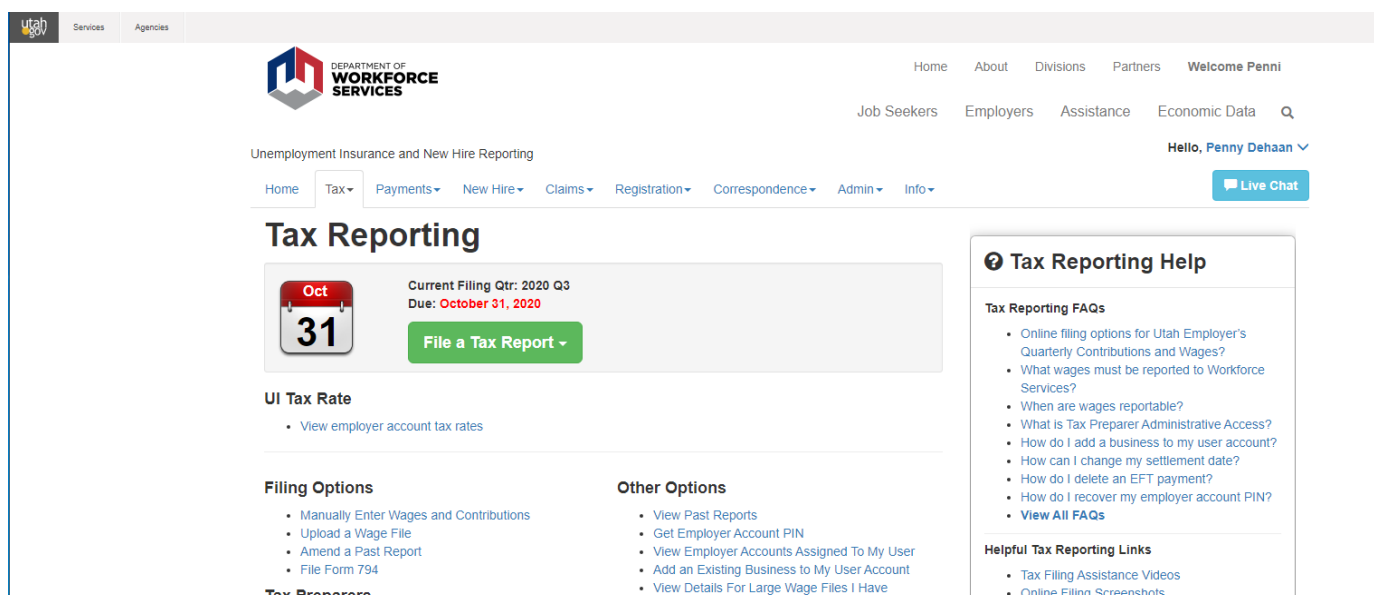 utah
gov
Services Agencies
DEPARTMENT OF
WORKFORCE
SERVICES
Home About Divisions Partners Welcome Penni
Job Seekers Employers Assistance Economic Data
Hello, Penny Dehaan
Unemployment Insurance and New Hire Reporting
Home Tax Payments New Hire Claims Registration Correspondence Admin Info
Live Chat
Tax Reporting
Oct
31
Current Filing Qtr: 2020 Q3
Due: October 31, 2020
File a Tax Report
UI Tax Rate
View employer account tax rates
Filing Options
Manually Enter Wages and Contributions
Upload a Wage File
Amend a Past Report
File Form 794
Tax Preparers
Other Options
View Past Reports
Get Employer Account PIN
View Employer Accounts Assigned To My User
Add an Existing Business to My User Account
View Details For Large Wage Files I Have
Tax Reporting Help
Tax Reporting FAQs
Online filing options for Utah Employer's
Quarterly Contributions and Wages?
What wages must be reported to Workforce
Services?
When are wages reportable?
What is Tax Preparer Administrative Access?
How do I add a business to my user account?
How can I change my settlement date?
How do I delete an EFT payment?
How do I recover my employer account PIN?
View All FAQs
Helpful Tax Reporting Links
Tax Filing Assistance Videos
Online Filing Screenshots